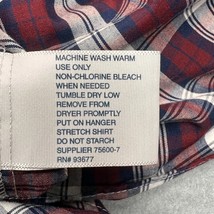 MACHINE WASH WARM
USE ONLY
NON-CHLORINE BLEACH
WHEN NEEDED
TUMBLE DRY LOW
REMOVE FROM
DRYER PROMPTLY
PUT ON HANGER
STRETCH SHIRT
DO NOT STARCH
SUPPLIER 75600-7
RN# 93677